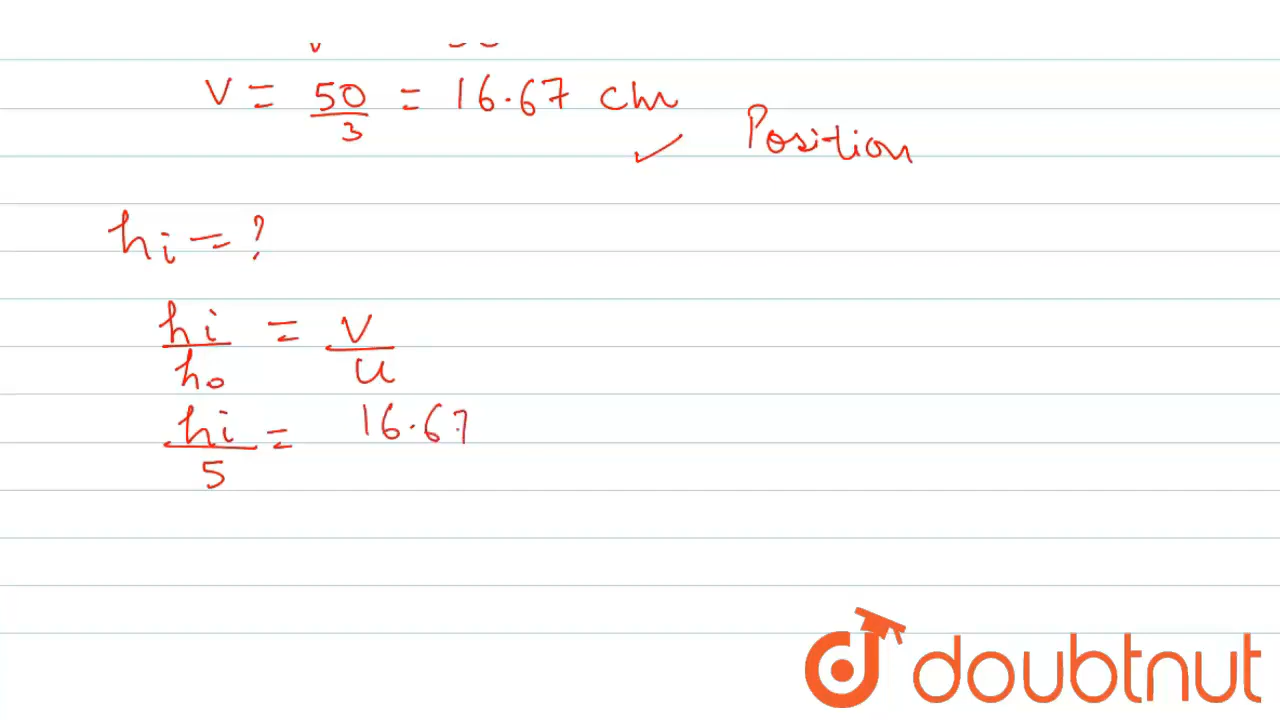 v = 50/3 = 16.67 cm
Position
hi = ?
hi/ho = v/u
hi/5 = 16.67
doubtnut